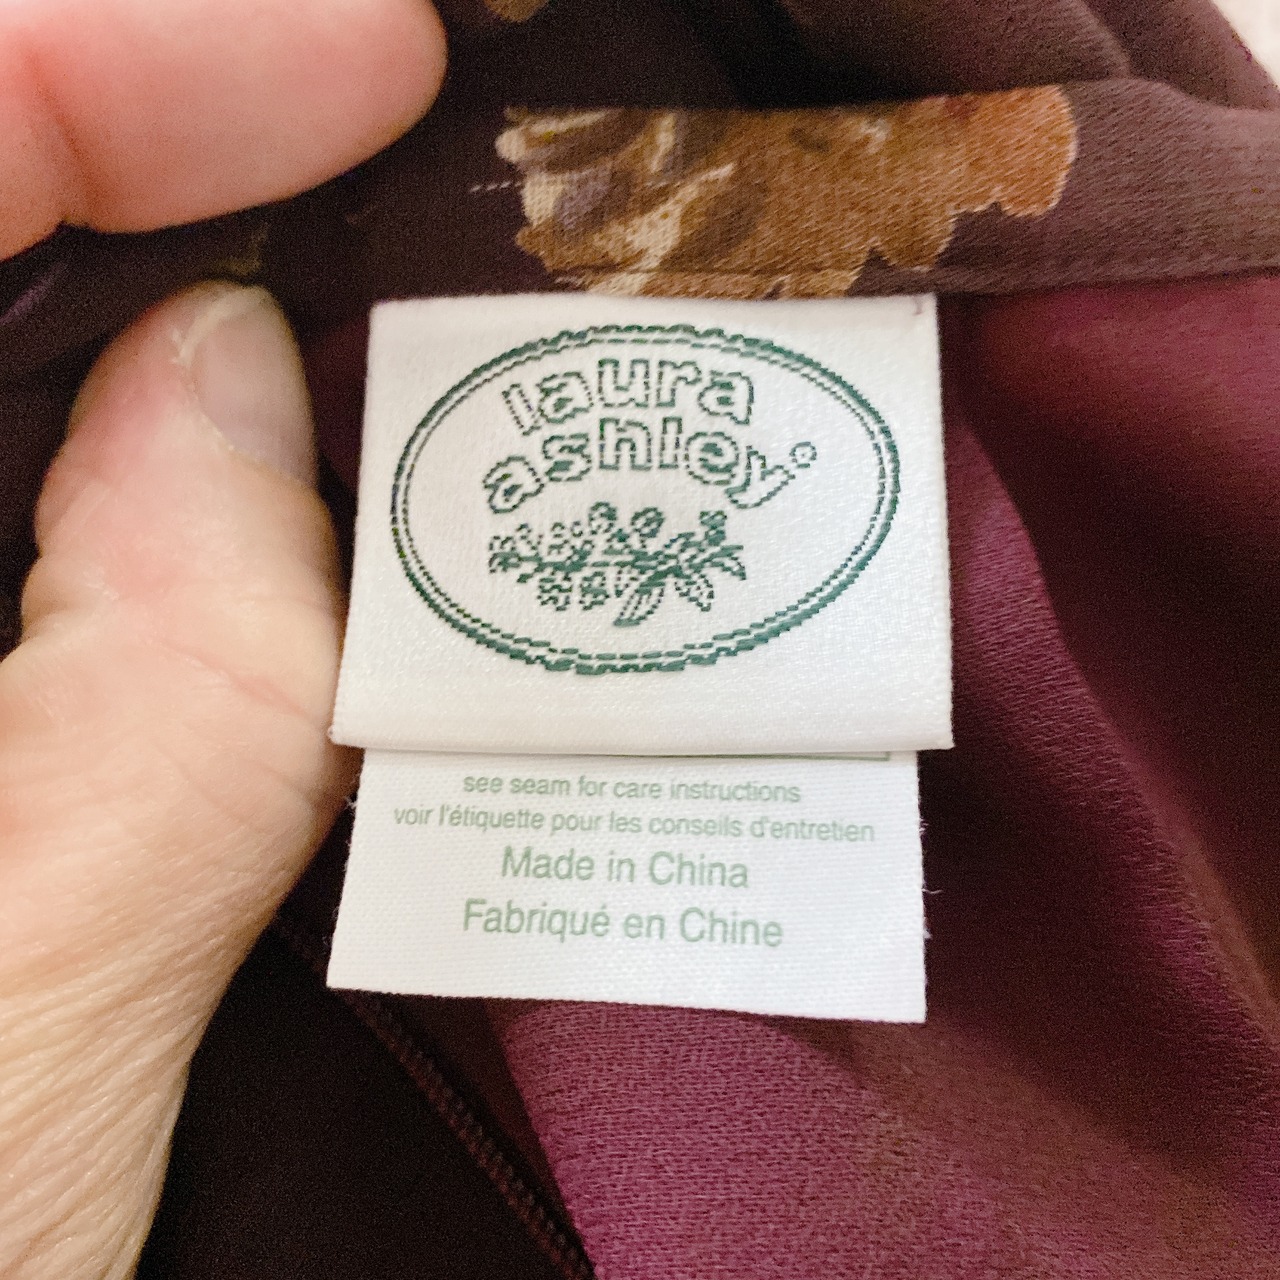 laura
ashley®
see seam for care instructions
voir l'étiquette pour les conseils d'entretien
Made in China
Fabriqué en Chine